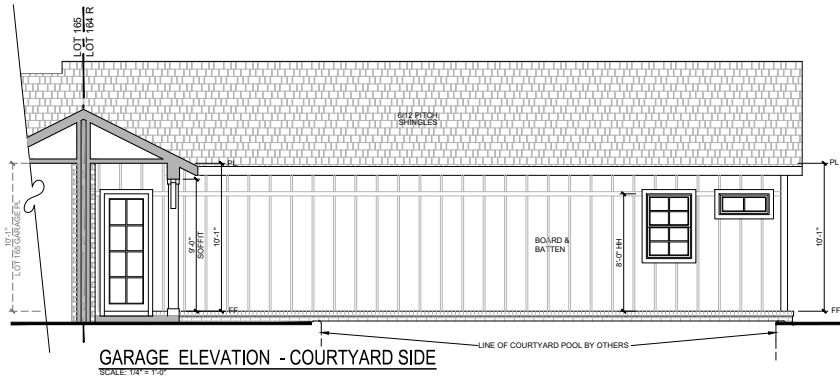 LOT 165
LOT 164 R
6/12 PITCH
SHINGLES
PL
PL
10'-1"
LOT 165 GARAGE PL
9'-0"
SOFFIT
10'-1"
BOARD &
BATTEN
8'-0" HH
10'-1"
FF
FF
LINE OF COURTYARD POOL BY OTHERS
GARAGE ELEVATION - COURTYARD SIDE
SCALE: 1/4" = 1'-0"